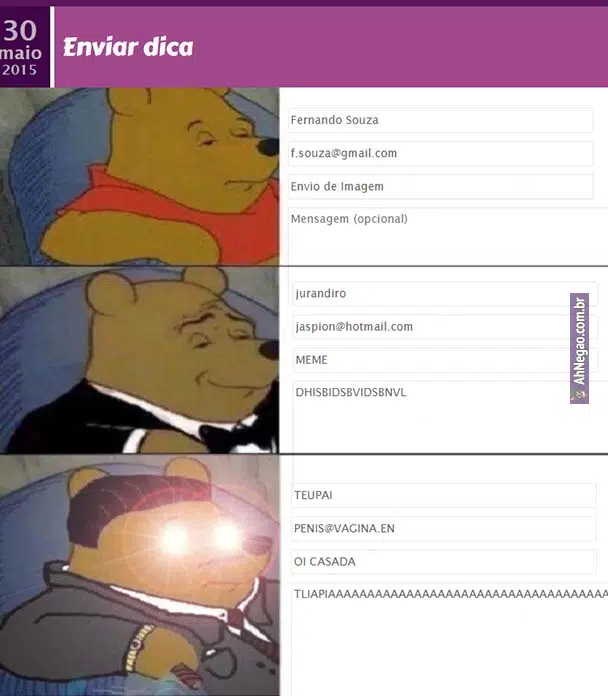 30
maio
2015
Enviar dica
Fernando Souza
f.souza@gmail.com
Envio de Imagem
Mensagem (opcional)
jurandiro
jaspion@hotmail.com
MEME
DHISBIDSBVIDSBNVL
AhNegao.com.br
TEUPAI
PENIS@VAGINA.EN
OI CASADA
TLIAPIAAAAAAAAAAAAAAAAAAAAAAAAAAAAAAAAAAAA